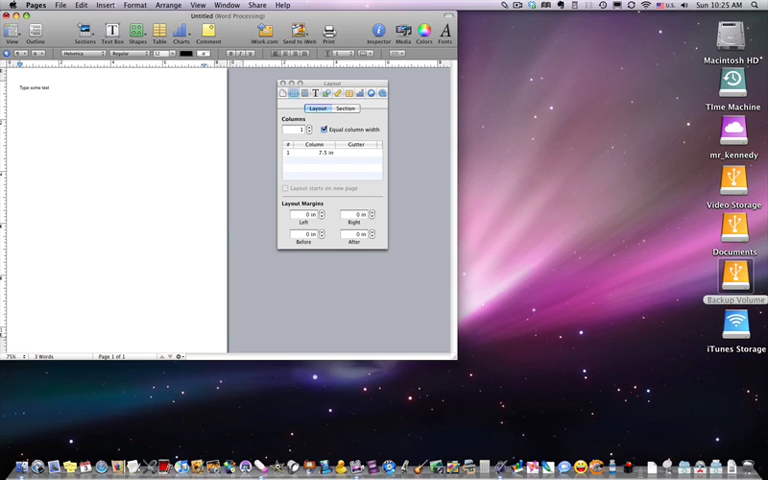 Pages File Edit Insert Format Arrange View Window Share Help Sun 10:25 AM
Untitled (Word Processing)
View Outline Sections Text Box Shapes Table Charts Comment iWork.com Send to iWeb Print Inspector Media Colors Fonts
Helvetica Regular 12
Type some text
Layout
Layout Section
Columns
1 Equal column width
# Column Gutter
1 7.5 in
Layout starts on new page
Layout Margins
0 in 0 in
Left Right
0 in 0 in
Before After
75% 3 Words Page 1 of 1
Macintosh HD
Time Machine
mr_kennedy
Video Storage
Documents
Backup Volume
iTunes Storage